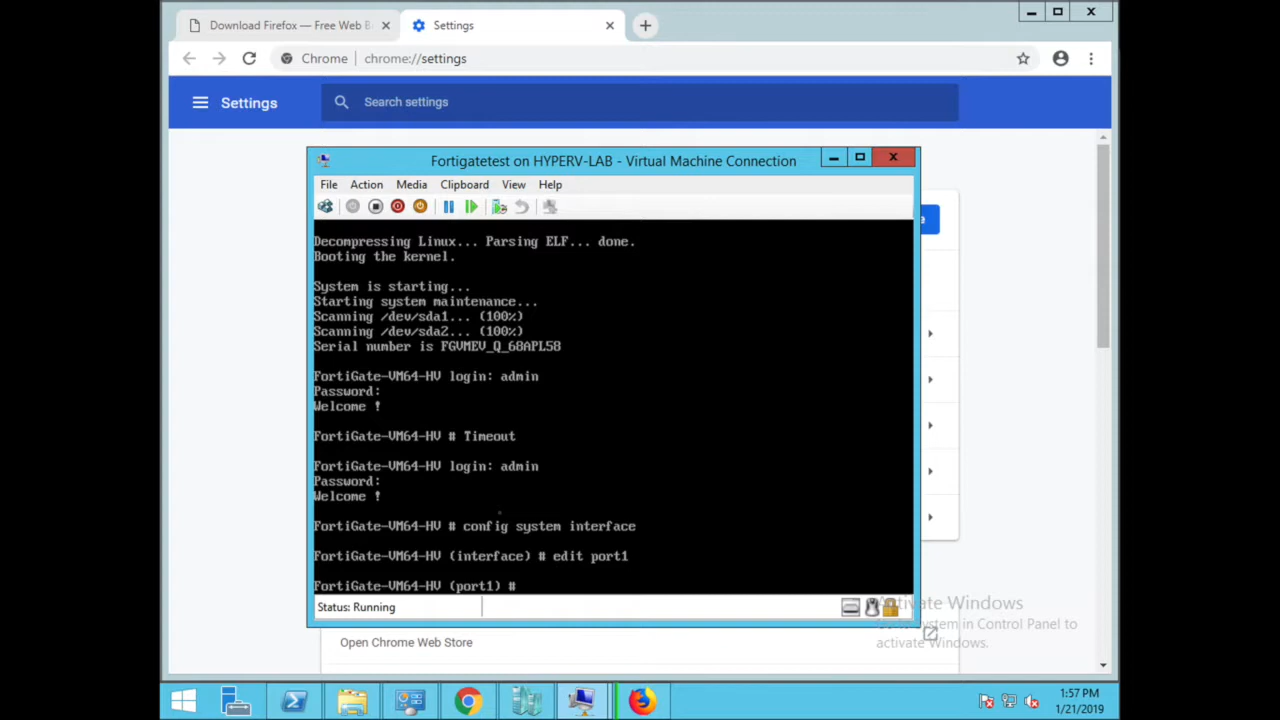 Download Firefox — Free Web B
Settings
Chrome
chrome://settings
Settings
Search settings
Fortigatetest on HYPERV-LAB - Virtual Machine Connection
File Action Media Clipboard View Help
Decompressing Linux... Parsing ELF... done.
Booting the kernel.
System is starting...
Starting system maintenance...
Scanning /dev/sda1... (100%)
Scanning /dev/sda2... (100%)
Serial number is FGVMEV_Q_68APL58
FortiGate-VM64-HV login: admin
Password:
Welcome !
FortiGate-VM64-HV # Timeout
FortiGate-VM64-HV login: admin
Password:
Welcome !
FortiGate-VM64-HV # config system interface
FortiGate-VM64-HV (interface) # edit port1
FortiGate-VM64-HV (port1) #
Status: Running
Activate Windows
System in Control Panel to
activate Windows.
Open Chrome Web Store
1:57 PM
1/21/2019